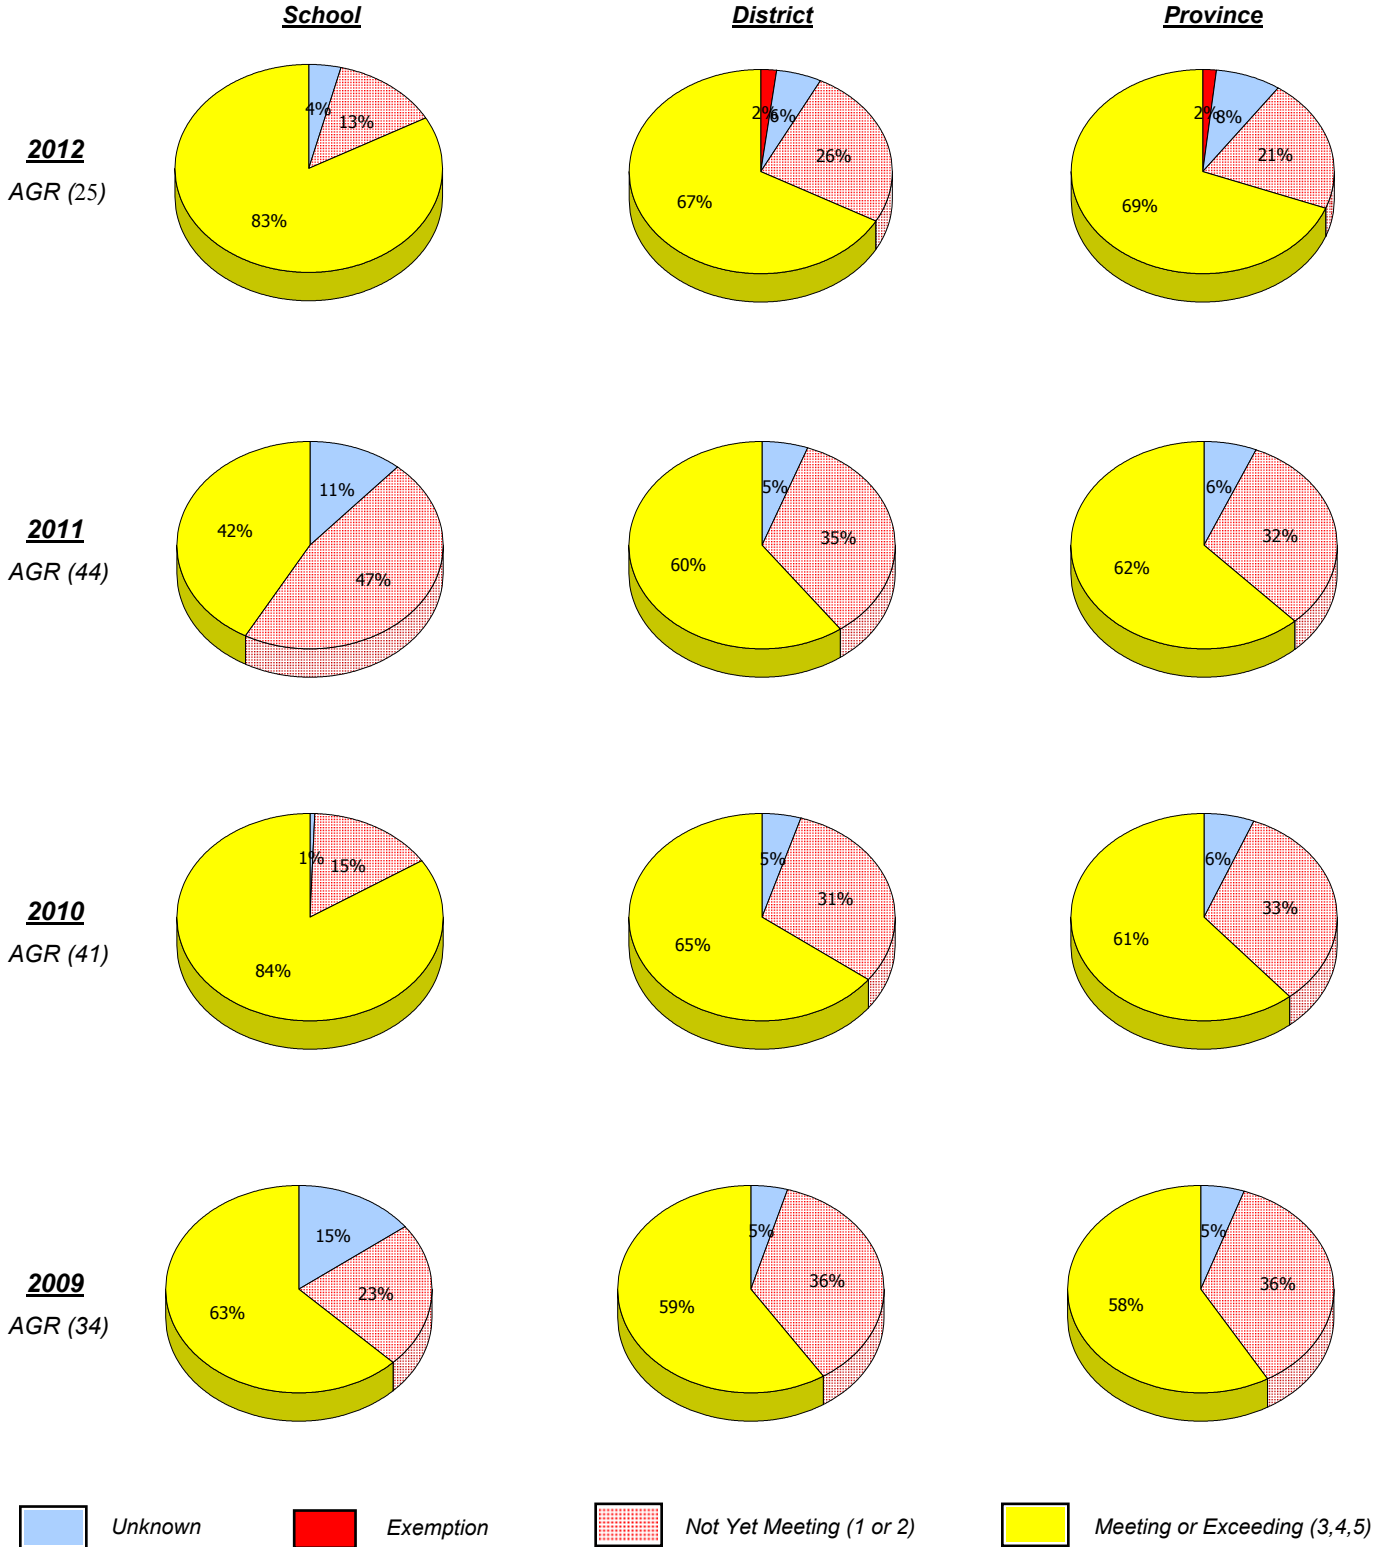 School District Province
4% 13% 83%
2% 6% 26% 67%
2% 8% 21% 69%
2012
AGR (25)
11% 47% 42%
5% 35% 60%
6% 32% 62%
2011
AGR (44)
1% 15% 84%
5% 31% 65%
6% 33% 61%
2010
AGR (41)
15% 23% 63%
5% 36% 59%
5% 36% 58%
2009
AGR (34)
Unknown Exemption Not Yet Meeting (1 or 2) Meeting or Exceeding (3,4,5)